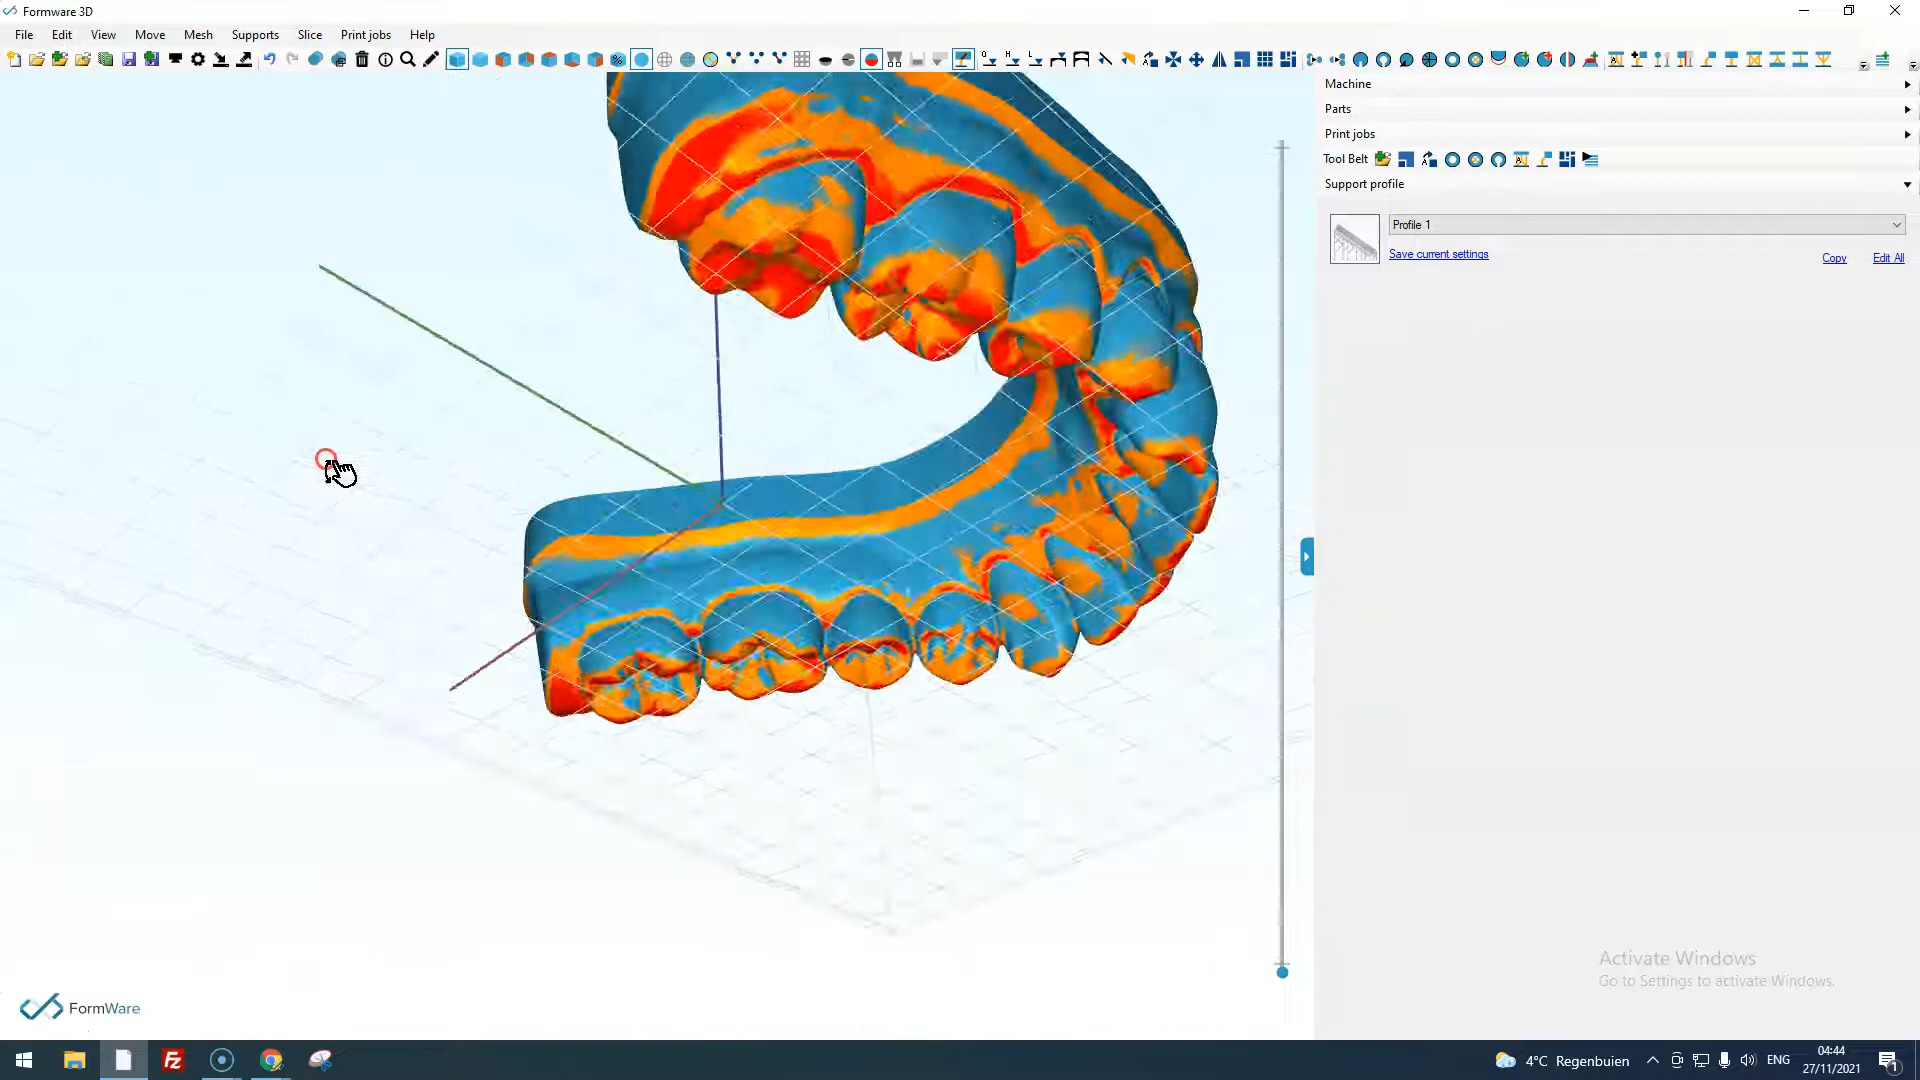 Formware 3D
File Edit View Move Mesh Supports Slice Print jobs Help
Machine
Parts
Print jobs
Tool Belt
Support profile
Profile 1
Save current settings
Copy Edit All
Activate Windows
Go to Settings to activate Windows.
FormWare
4°C Regenbuien
ENG
04:44
27/11/2021